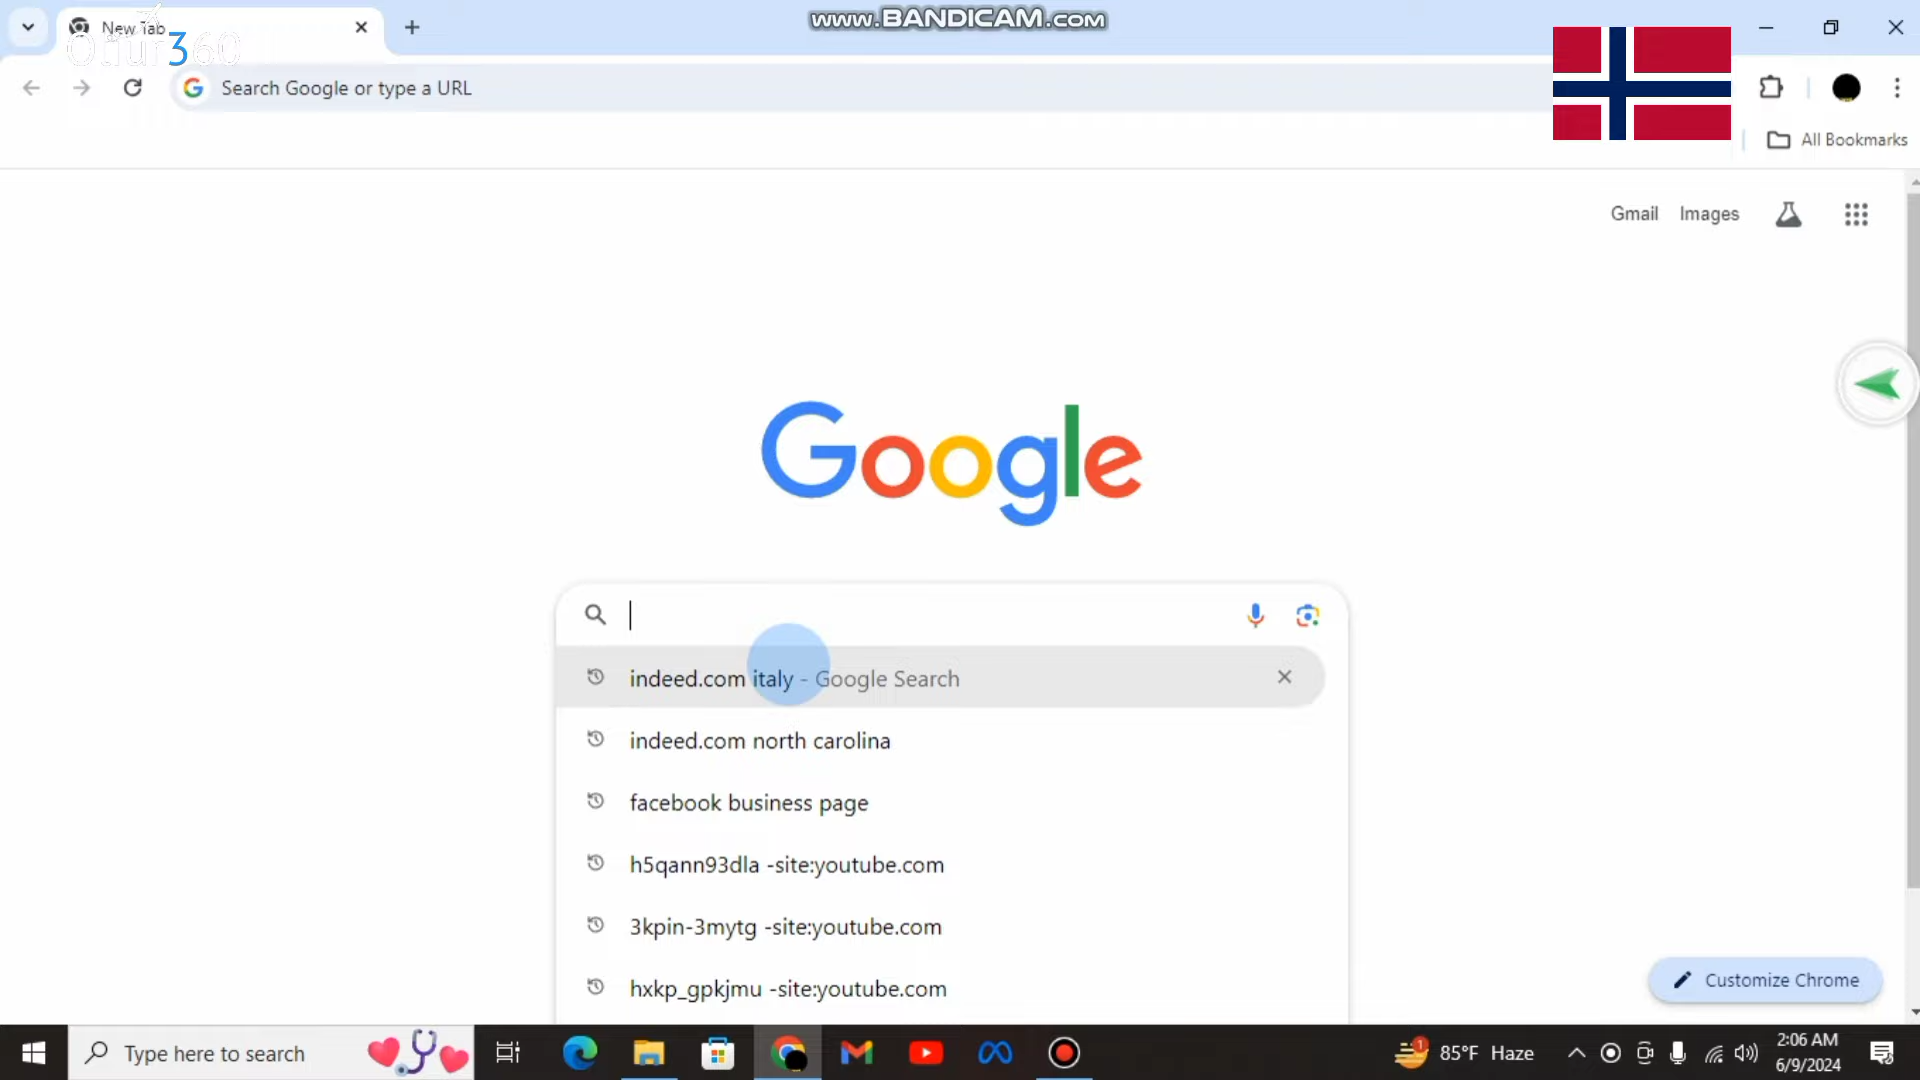 www.BANDICAM.com
New Tab
Search Google or type a URL
All Bookmarks
Gmail Images
Google
indeed.com italy - Google Search
indeed.com north carolina
facebook business page
h5qann93dla -site:youtube.com
3kpin-3mytg -site:youtube.com
hxkp_gpkjmu -site:youtube.com
Customize Chrome
Type here to search
1
85°F Haze
2:06 AM
6/9/2024